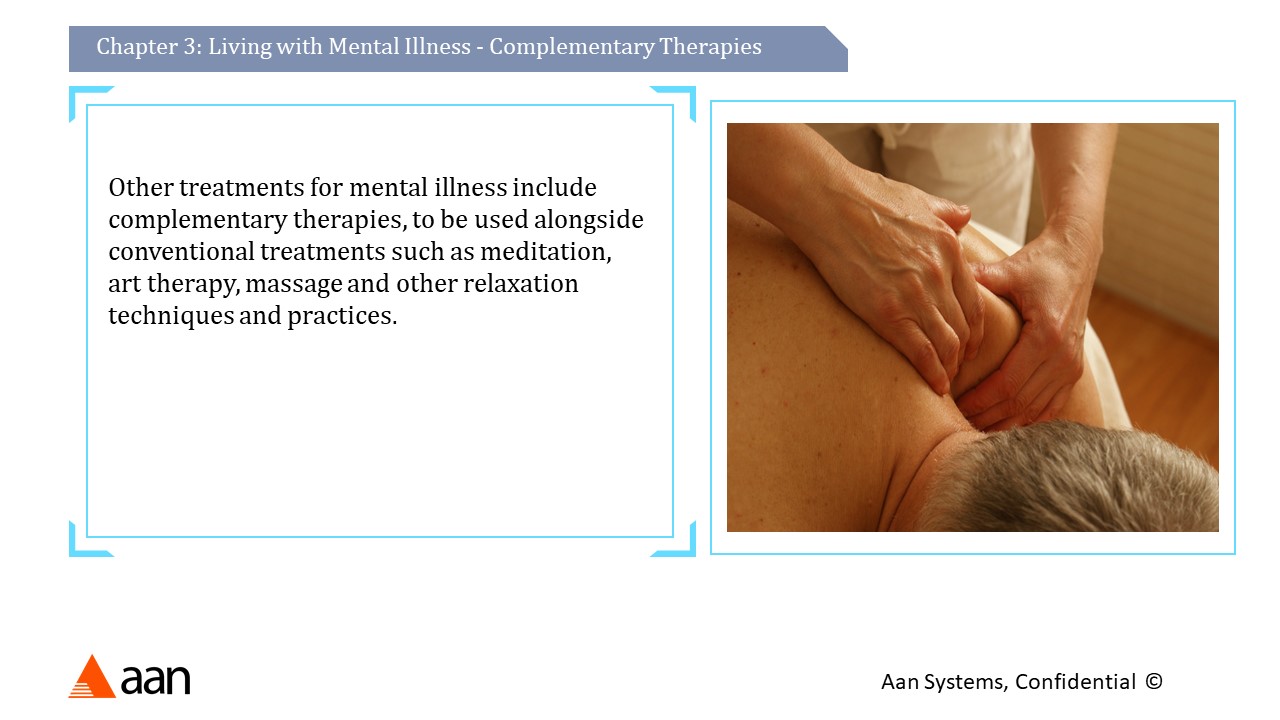 Chapter 3: Living with Mental Illness - Complementary Therapies
Other treatments for mental illness include
complementary therapies, to be used alongside
conventional treatments such as meditation,
art therapy, massage and other relaxation
techniques and practices.
aan
Aan Systems, Confidential ©